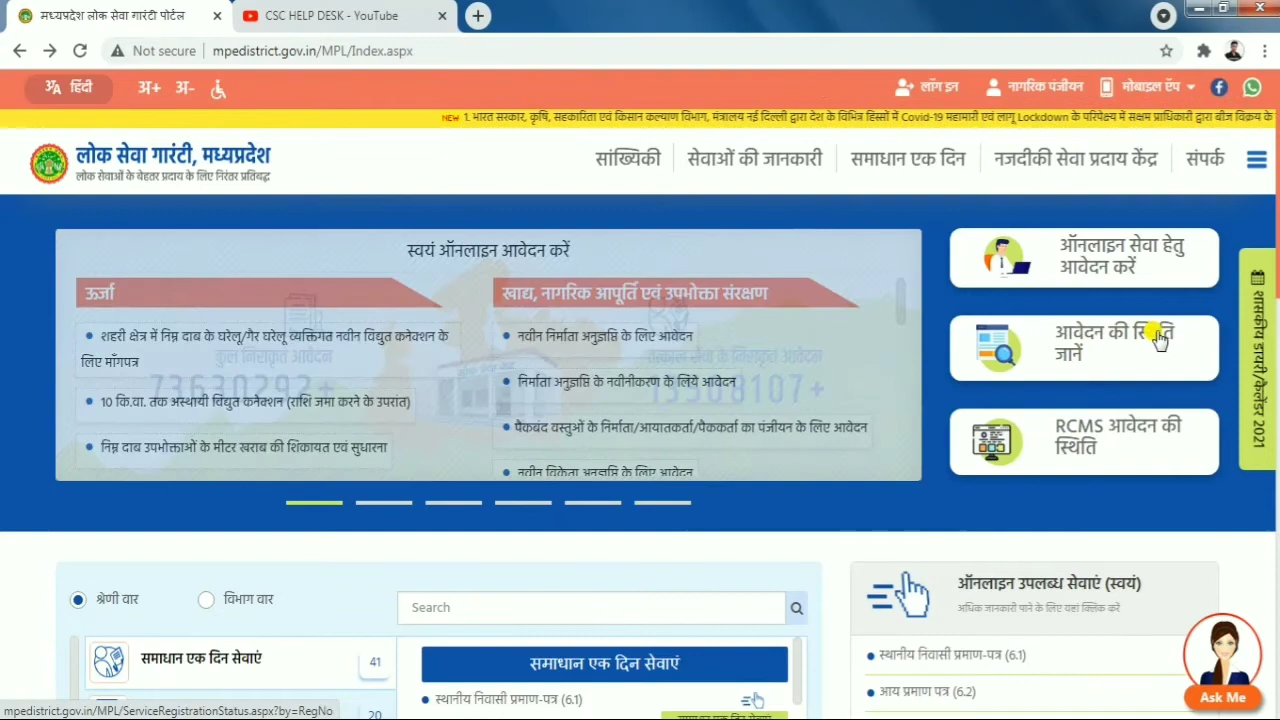 मध्यप्रदेश लोक सेवा गारंटी पोर्टल
CSC HELP DESK - YouTube
Not secure
mpedistrict.gov.in/MPL/Index.aspx
हिंदी
अ+
अ-
लॉग इन
नागरिक पंजीयन
मोबाइल ऍप
NEW 1. भारत सरकार, कृषि, सहकारिता एवं किसान कल्याण विभाग, मंत्रालय नई दिल्ली द्वारा देश के विभिन्न हिस्सों में Covid-19 महामारी एवं लागू Lockdown के परिपेक्ष्य में सक्षम प्राधिकारी द्वारा बीज विक्रय के
लोक सेवा गारंटी, मध्यप्रदेश
लोक सेवाओं के बेहतर प्रदाय के लिए निरंतर प्रतिबद्ध
सांख्यिकी
सेवाओं की जानकारी
समाधान एक दिन
नजदीकी सेवा प्रदाय केंद्र
संपर्क
स्वयं ऑनलाइन आवेदन करें
ऊर्जा
शहरी क्षेत्र में निम्न दाब के घरेलू/गैर घरेलू व्यक्तिगत नवीन विद्युत कनेक्शन के
लिए माँगपत्र
10 कि.वा. तक अस्थायी विद्युत कनेक्शन (राशि जमा करने के उपरांत)
निम्न दाब उपभोक्ताओं के मीटर खराब की शिकायत एवं सुधारना
खाद्य, नागरिक आपूर्ति एवं उपभोक्ता संरक्षण
नवीन निर्माता अनुज्ञप्ति के लिए आवेदन
निर्माता अनुज्ञप्ति के नवीनीकरण के लिये आवेदन
पैकबंद वस्तुओं के निर्माता/आयातकर्ता/पैककर्ता का पंजीयन के लिए आवेदन
नवीन विक्रेता अनुज्ञप्ति के लिए आवेदन
ऑनलाइन सेवा हेतु
आवेदन करें
आवेदन की स्थिति
जानें
RCMS आवेदन की
स्थिति
शासकीय डायरी/कैलेंडर 2021
श्रेणी वार
विभाग वार
Search
समाधान एक दिन सेवाएं
41
20
समाधान एक दिन सेवाएं
स्थानीय निवासी प्रमाण-पत्र (6.1)
ऑनलाइन उपलब्ध सेवाएं (स्वयं)
अधिक जानकारी पाने के लिए यहां क्लिक करें
स्थानीय निवासी प्रमाण-पत्र (6.1)
आय प्रमाण पत्र (6.2)
Ask Me
mpedistrict.gov.in/MPL/ServiceRegistrationStatus.aspx?by=RegNo